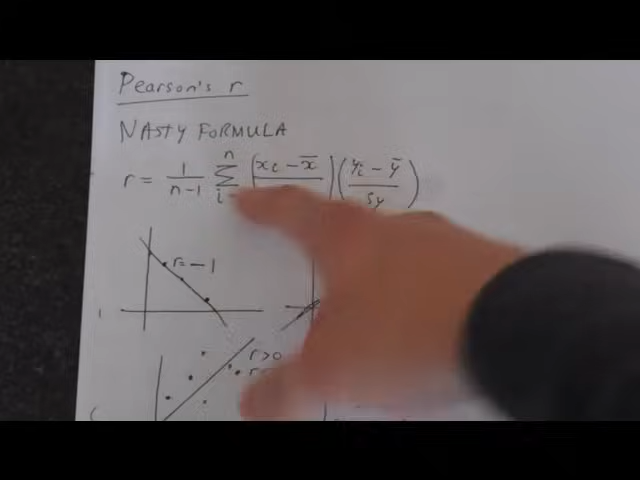 Pearson's r
NASTY FORMULA
r = 1/(n-1) n Σ i (xi - x̄) ((yi - ȳ)/sy)
r = -1
r>0
r